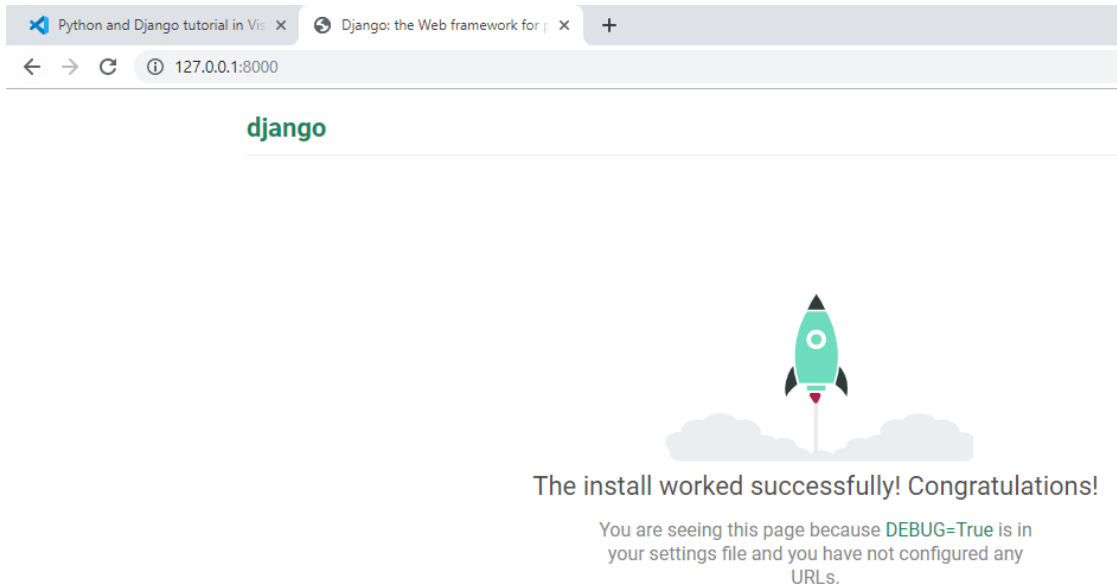 Python and Django tutorial in Vis
Django: the Web framework for p
127.0.0.1:8000
django
The install worked successfully! Congratulations!
You are seeing this page because DEBUG=True is in
your settings file and you have not configured any
URLs.